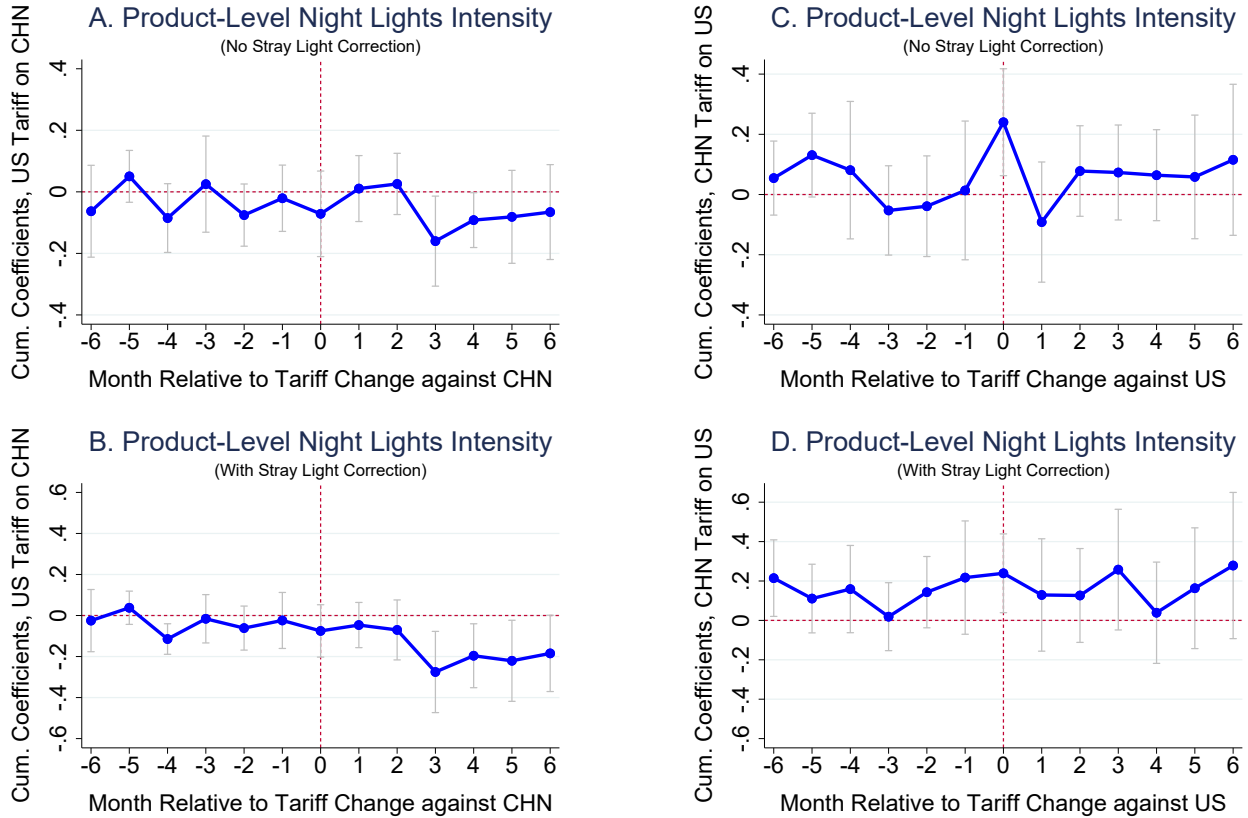 A. Product-Level Night Lights Intensity
(No Stray Light Correction)
Cum. Coefficients, US Tariff on CHN
.4
.2
0
-.2
-.4
-6 -5 -4 -3 -2 -1 0 1 2 3 4 5 6
Month Relative to Tariff Change against CHN
C. Product-Level Night Lights Intensity
(No Stray Light Correction)
Cum. Coefficients, CHN Tariff on US
.4
.2
0
-.2
-.4
-6 -5 -4 -3 -2 -1 0 1 2 3 4 5 6
Month Relative to Tariff Change against US
B. Product-Level Night Lights Intensity
(With Stray Light Correction)
Cum. Coefficients, US Tariff on CHN
.6
.4
.2
0
-.2
-.4
-.6
-6 -5 -4 -3 -2 -1 0 1 2 3 4 5 6
Month Relative to Tariff Change against CHN
D. Product-Level Night Lights Intensity
(With Stray Light Correction)
Cum. Coefficients, CHN Tariff on US
.6
.4
.2
0
-.2
-.4
-.6
-6 -5 -4 -3 -2 -1 0 1 2 3 4 5 6
Month Relative to Tariff Change against US